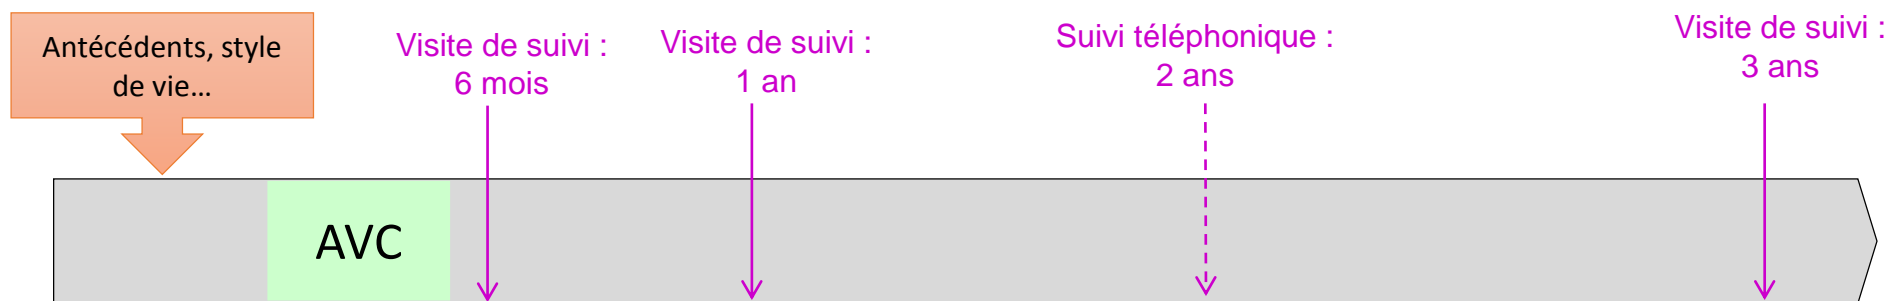 Antécédents, style
de vie...
Visite de suivi :
6 mois
Visite de suivi :
1 an
Suivi téléphonique :
2 ans
Visite de suivi :
3 ans
AVC